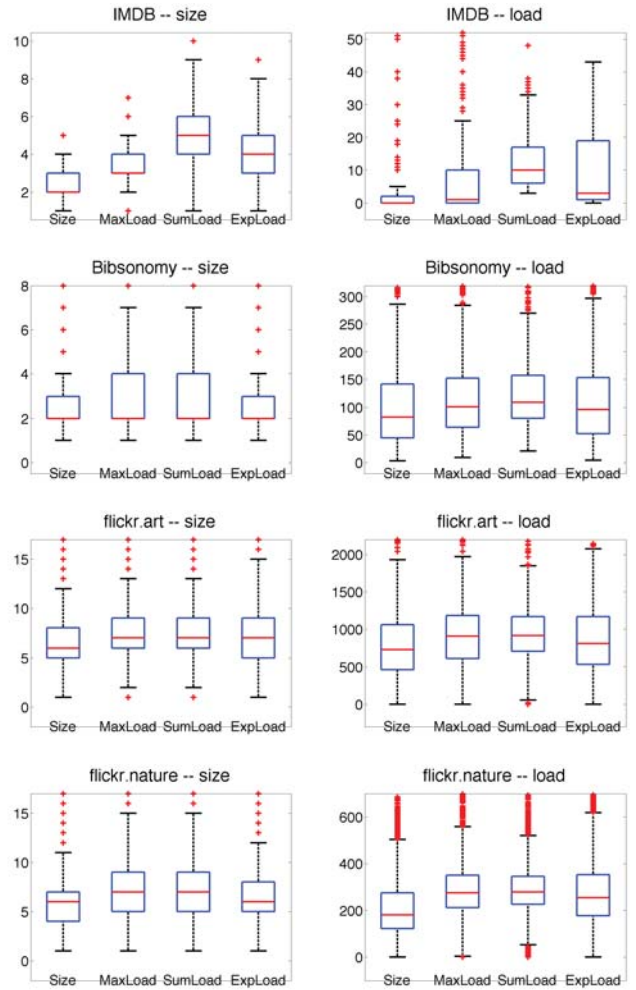 IMDB -- size
10
8
6
4
2
Size MaxLoad SumLoad ExpLoad
IMDB -- load
50
40
30
20
10
0
Size MaxLoad SumLoad ExpLoad
Bibsonomy -- size
8
6
4
2
0
Size MaxLoad SumLoad ExpLoad
Bibsonomy -- load
300
250
200
150
100
50
0
Size MaxLoad SumLoad ExpLoad
flickr.art -- size
15
10
5
0
Size MaxLoad SumLoad ExpLoad
flickr.art -- load
2000
1500
1000
500
0
Size MaxLoad SumLoad ExpLoad
flickr.nature -- size
15
10
5
0
Size MaxLoad SumLoad ExpLoad
flickr.nature -- load
600
400
200
0
Size MaxLoad SumLoad ExpLoad